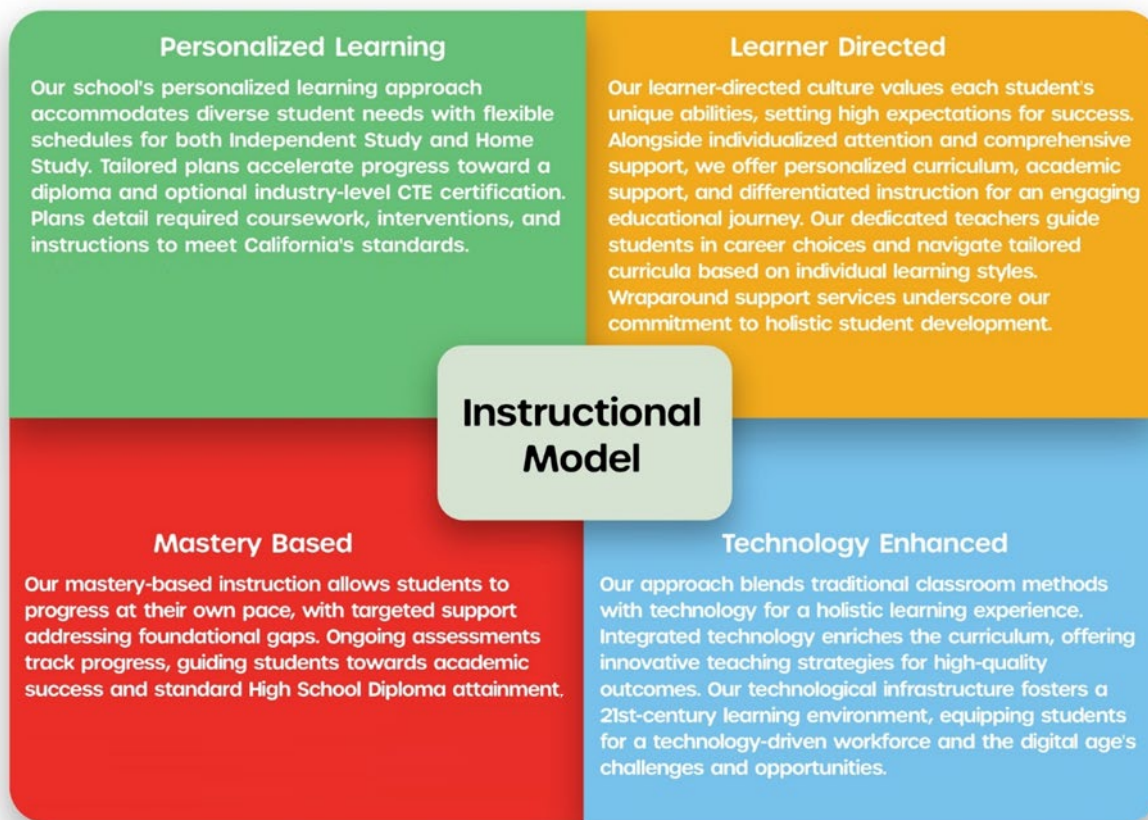 Personalized Learning
Our school's personalized learning approach
accommodates diverse student needs with flexible
schedules for both Independent Study and Home
Study. Tailored plans accelerate progress toward a
diploma and optional industry-level CTE certification.
Plans detail required coursework, interventions, and
instructions to meet California's standards.
Learner Directed
Our learner-directed culture values each student's
unique abilities, setting high expectations for success.
Alongside individualized attention and comprehensive
support, we offer personalized curriculum, academic
support, and differentiated instruction for an engaging
educational journey. Our dedicated teachers guide
students in career choices and navigate tailored
curricula based on individual learning styles.
Wraparound support services underscore our
commitment to holistic student development.
Instructional
Model
Mastery Based
Our mastery-based instruction allows students to
progress at their own pace, with targeted support
addressing foundational gaps. Ongoing assessments
track progress, guiding students towards academic
success and standard High School Diploma attainment.
Technology Enhanced
Our approach blends traditional classroom methods
with technology for a holistic learning experience.
Integrated technology enriches the curriculum, offering
innovative teaching strategies for high-quality
outcomes. Our technological infrastructure fosters a
21st-century learning environment, equipping students
for a technology-driven workforce and the digital age's
challenges and opportunities.